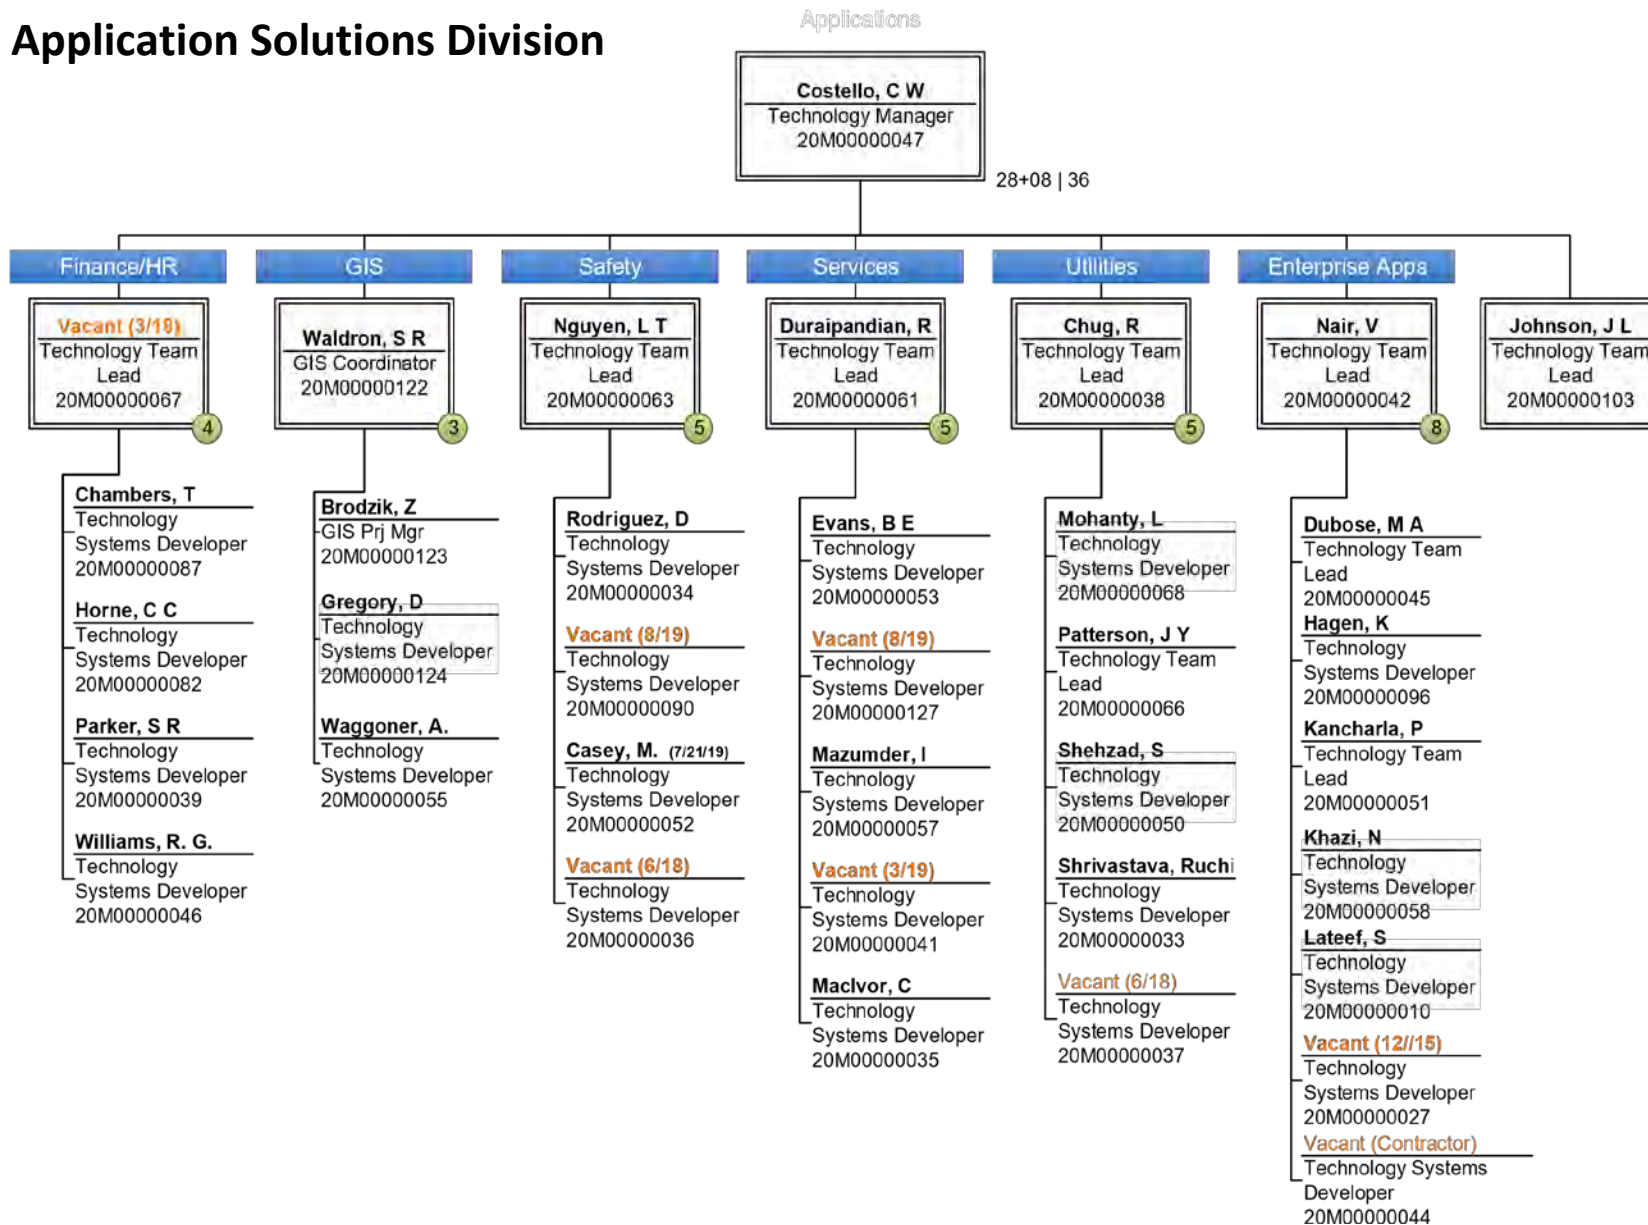 Application Solutions Division
Applications
Costello, C W
Technology Manager
20M00000047
28+08 | 36
Finance/HR
Vacant (3/18)
Technology Team
Lead
20M00000067
4
Chambers, T
Technology
Systems Developer
20M00000087
Horne, C C
Technology
Systems Developer
20M00000082
Parker, S R
Technology
Systems Developer
20M00000039
Williams, R. G.
Technology
Systems Developer
20M00000046
GIS
Waldron, S R
GIS Coordinator
20M00000122
3
Brodzik, Z
GIS Prj Mgr
20M00000123
Gregory, D
Technology
Systems Developer
20M00000124
Waggoner, A.
Technology
Systems Developer
20M00000055
Safety
Nguyen, L T
Technology Team
Lead
20M00000063
5
Rodriguez, D
Technology
Systems Developer
20M00000034
Vacant (8/19)
Technology
Systems Developer
20M00000090
Casey, M. (7/21/19)
Technology
Systems Developer
20M00000052
Vacant (6/18)
Technology
Systems Developer
20M00000036
Services
Duraipandian, R
Technology Team
Lead
20M00000061
5
Evans, B E
Technology
Systems Developer
20M00000053
Vacant (8/19)
Technology
Systems Developer
20M00000127
Mazumder, I
Technology
Systems Developer
20M00000057
Vacant (3/19)
Technology
Systems Developer
20M00000041
MacIvor, C
Technology
Systems Developer
20M00000035
Utilities
Chug, R
Technology Team
Lead
20M00000038
5
Mohanty, L
Technology
Systems Developer
20M00000068
Patterson, J Y
Technology Team
Lead
20M00000066
Shehzad, S
Technology
Systems Developer
20M00000050
Shrivastava, Ruchi
Technology
Systems Developer
20M00000033
Vacant (6/18)
Technology
Systems Developer
20M00000037
Enterprise Apps
Nair, V
Technology Team
Lead
20M00000042
8
Dubose, M A
Technology Team
Lead
20M00000045
Hagen, K
Technology
Systems Developer
20M00000096
Kancharla, P
Technology Team
Lead
20M00000051
Khazi, N
Technology
Systems Developer
20M00000058
Lateef, S
Technology
Systems Developer
20M00000010
Vacant (12//15)
Technology
Systems Developer
20M00000027
Vacant (Contractor)
Technology Systems
Developer
20M00000044
Johnson, J L
Technology Team
Lead
20M00000103